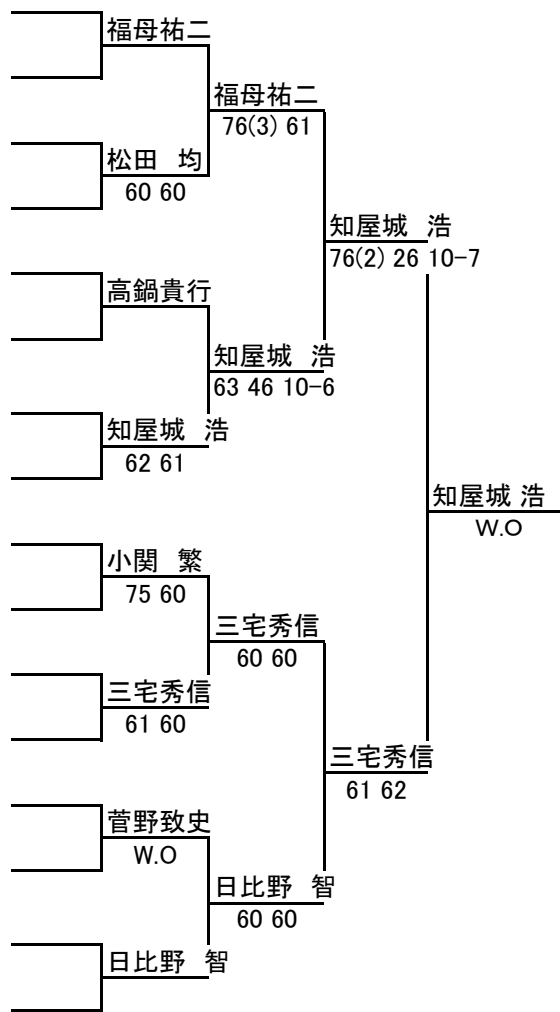 福母祐二
福母祐二
76(3) 61
松田　均
60 60
知屋城　浩
76(2) 26 10-7
高鍋貴行
知屋城　浩
63 46 10-6
知屋城　浩
62 61
知屋城 浩
W.O
小関　繁
75 60
三宅秀信
60 60
三宅秀信
61 60
三宅秀信
61 62
菅野致史
W.O
日比野　智
60 60
日比野　智